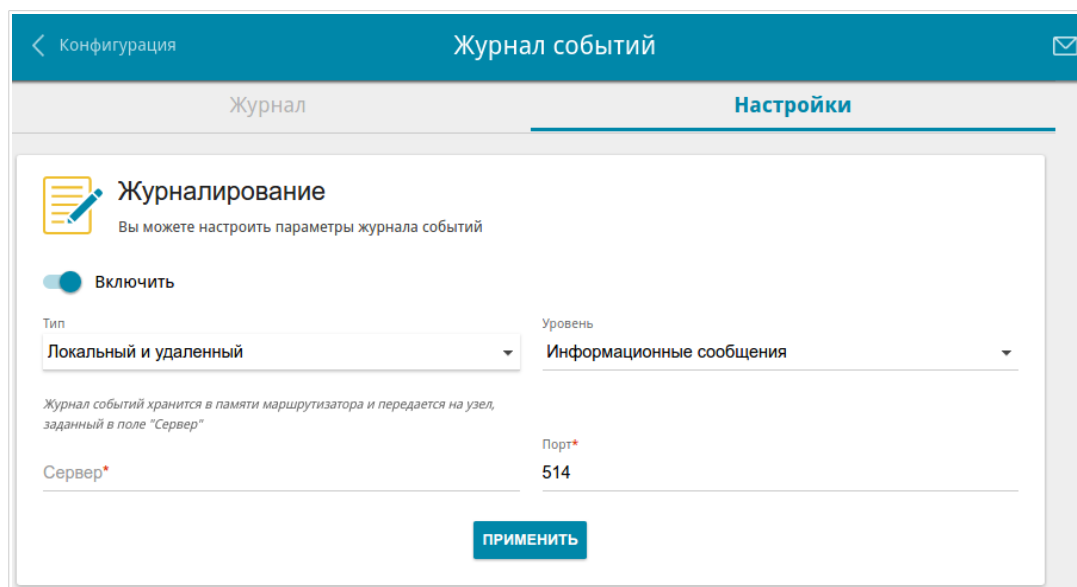 Конфигурация
Журнал событий
Журнал
Настройки
Журналирование
Вы можете настроить параметры журнала событий
Включить
Тип
Локальный и удаленный
Уровень
Информационные сообщения
Журнал событий хранится в памяти маршрутизатора и передается на узел,
заданный в поле "Сервер"
Сервер*
Порт*
514
ПРИМЕНИТЬ